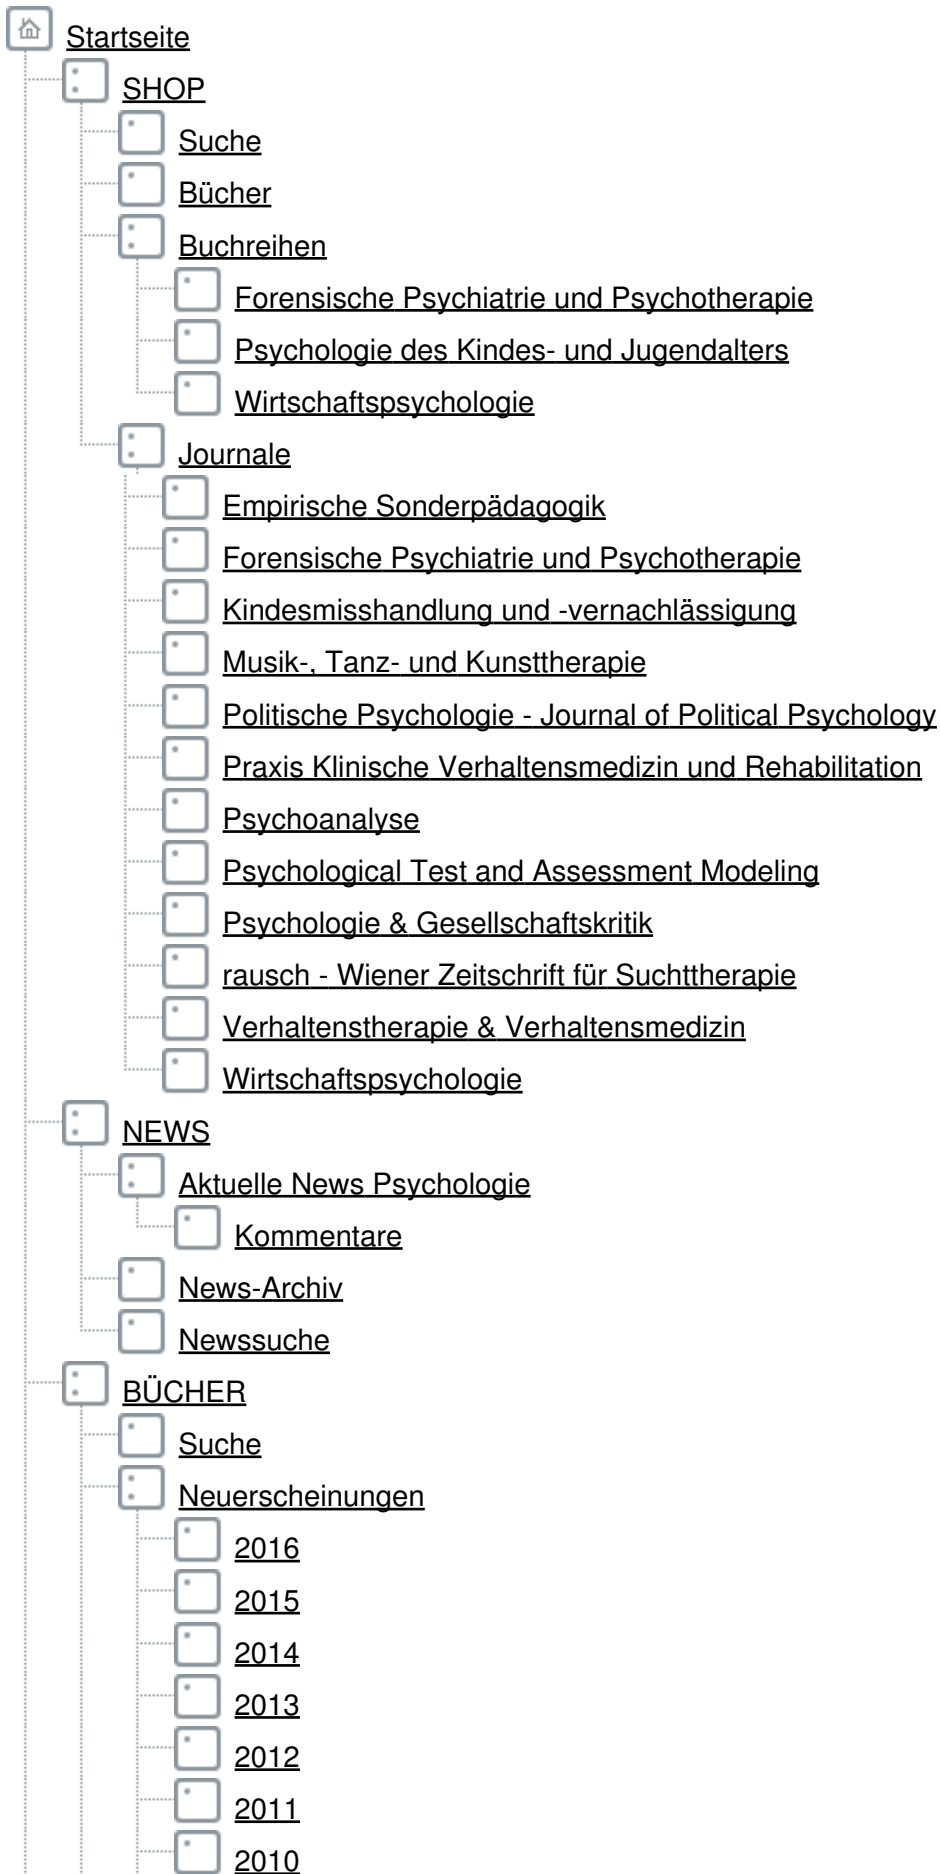 Startseite
SHOP
Suche
Bücher
Buchreihen
Forensische Psychiatrie und Psychotherapie
Psychologie des Kindes- und Jugendalters
Wirtschaftspsychologie
Journale
Empirische Sonderpädagogik
Forensische Psychiatrie und Psychotherapie
Kindesmisshandlung und -vernachlässigung
Musik-, Tanz- und Kunsttherapie
Politische Psychologie - Journal of Political Psychology
Praxis Klinische Verhaltensmedizin und Rehabilitation
Psychoanalyse
Psychological Test and Assessment Modeling
Psychologie & Gesellschaftskritik
rausch - Wiener Zeitschrift für Suchttherapie
Verhaltenstherapie & Verhaltensmedizin
Wirtschaftspsychologie
NEWS
Aktuelle News Psychologie
Kommentare
News-Archiv
Newssuche
BÜCHER
Suche
Neuerscheinungen
2016
2015
2014
2013
2012
2011
2010